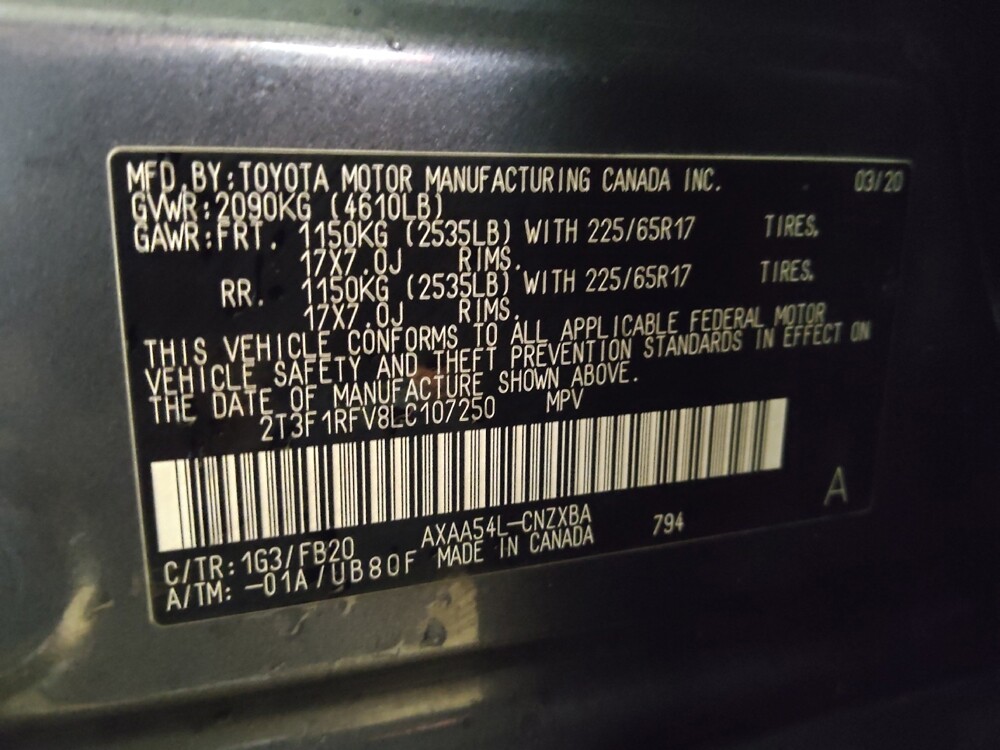 MFD.BY:TOYOTA MOTOR MANUFACTURING CANADA INC. 03/20
GVWR:2090KG (4610LB)
GAWR:FRT. 1150KG (2535LB) WITH 225/65R17 TIRES,
17X7.0J RIMS.
RR. 1150KG (2535LB) WITH 225/65R17 TIRES,
17X7.0J RIMS.
THIS VEHICLE CONFORMS TO ALL APPLICABLE FEDERAL MOTOR
VEHICLE SAFETY AND THEFT PREVENTION STANDARDS IN EFFECT ON
THE DATE OF MANUFACTURE SHOWN ABOVE.
2T3F1RFV8LC107250 MPV
A
C/TR:1G3/FB20 AXAA54L-CNZXBA 794
A/TM:-01A/UB80F MADE IN CANADA